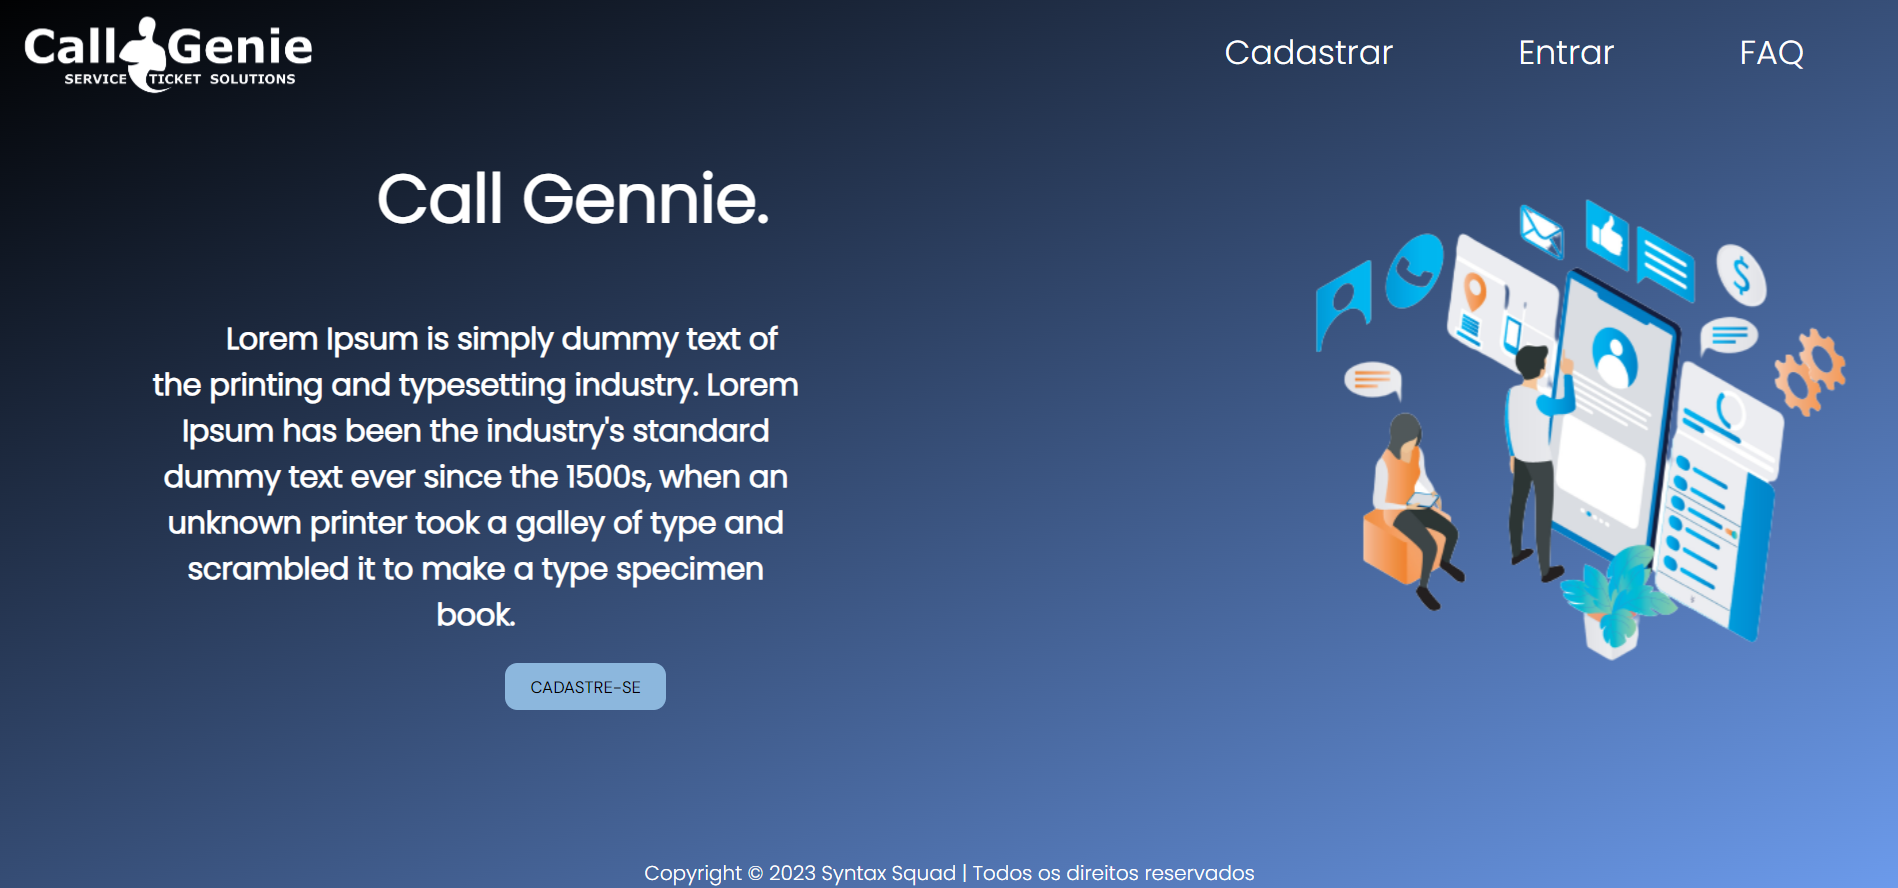 Call Genie
SERVICE TICKET SOLUTIONS
Cadastrar
Entrar
FAQ
Call Gennie.
Lorem Ipsum is simply dummy text of
the printing and typesetting industry. Lorem
Ipsum has been the industry's standard
dummy text ever since the 1500s, when an
unknown printer took a galley of type and
scrambled it to make a type specimen
book.
CADASTRE-SE
Copyright © 2023 Syntax Squad | Todos os direitos reservados